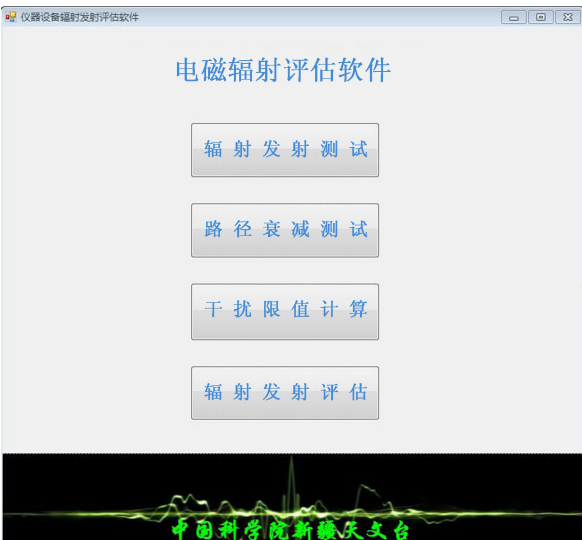 仪器设备辐射发射评估软件
电磁辐射评估软件
辐射发射测试
路径衰减测试
干扰限值计算
辐射发射评估
中国科学院新疆天文台